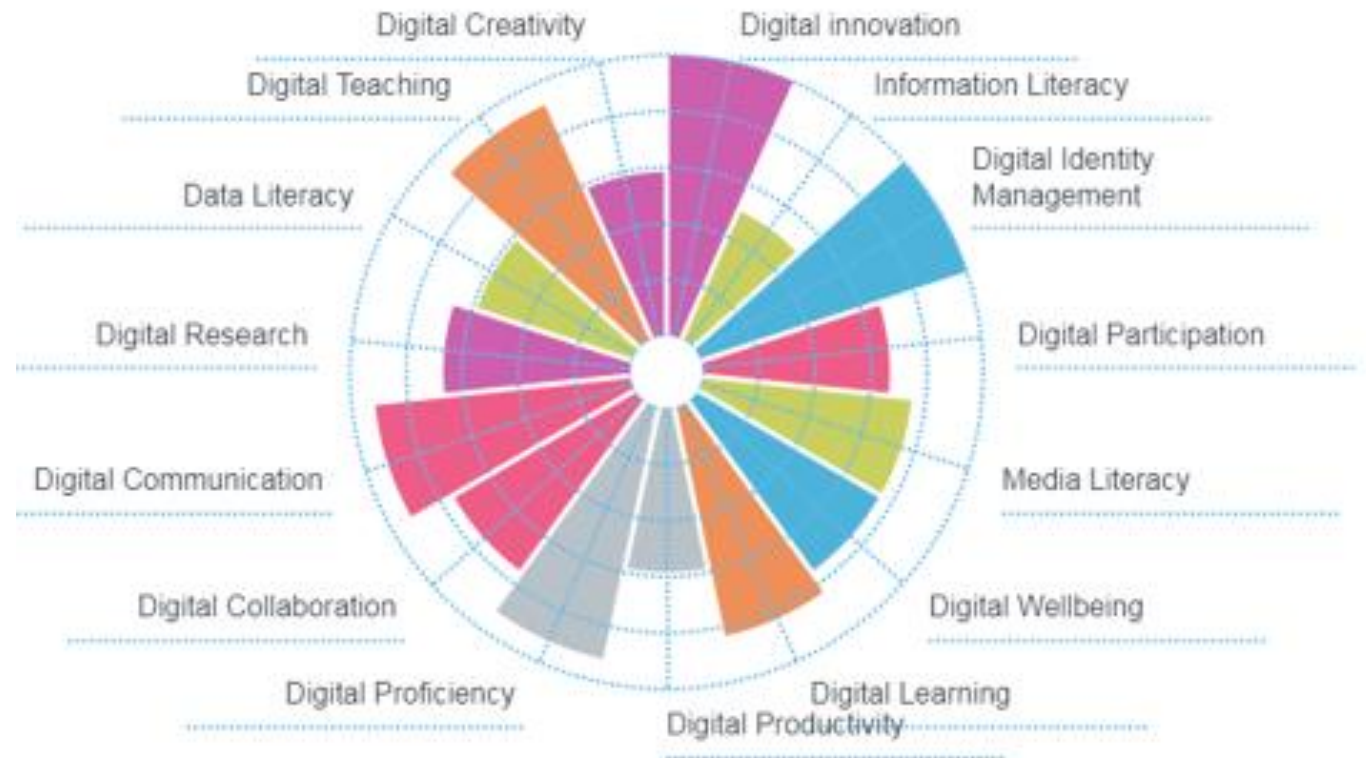 Digital Creativity
Digital innovation
Digital Teaching
Information Literacy
Digital Identity
Management
Data Literacy
Digital Research
Digital Participation
Digital Communication
Media Literacy
Digital Collaboration
Digital Wellbeing
Digital Proficiency
Digital Learning
Digital Productivity